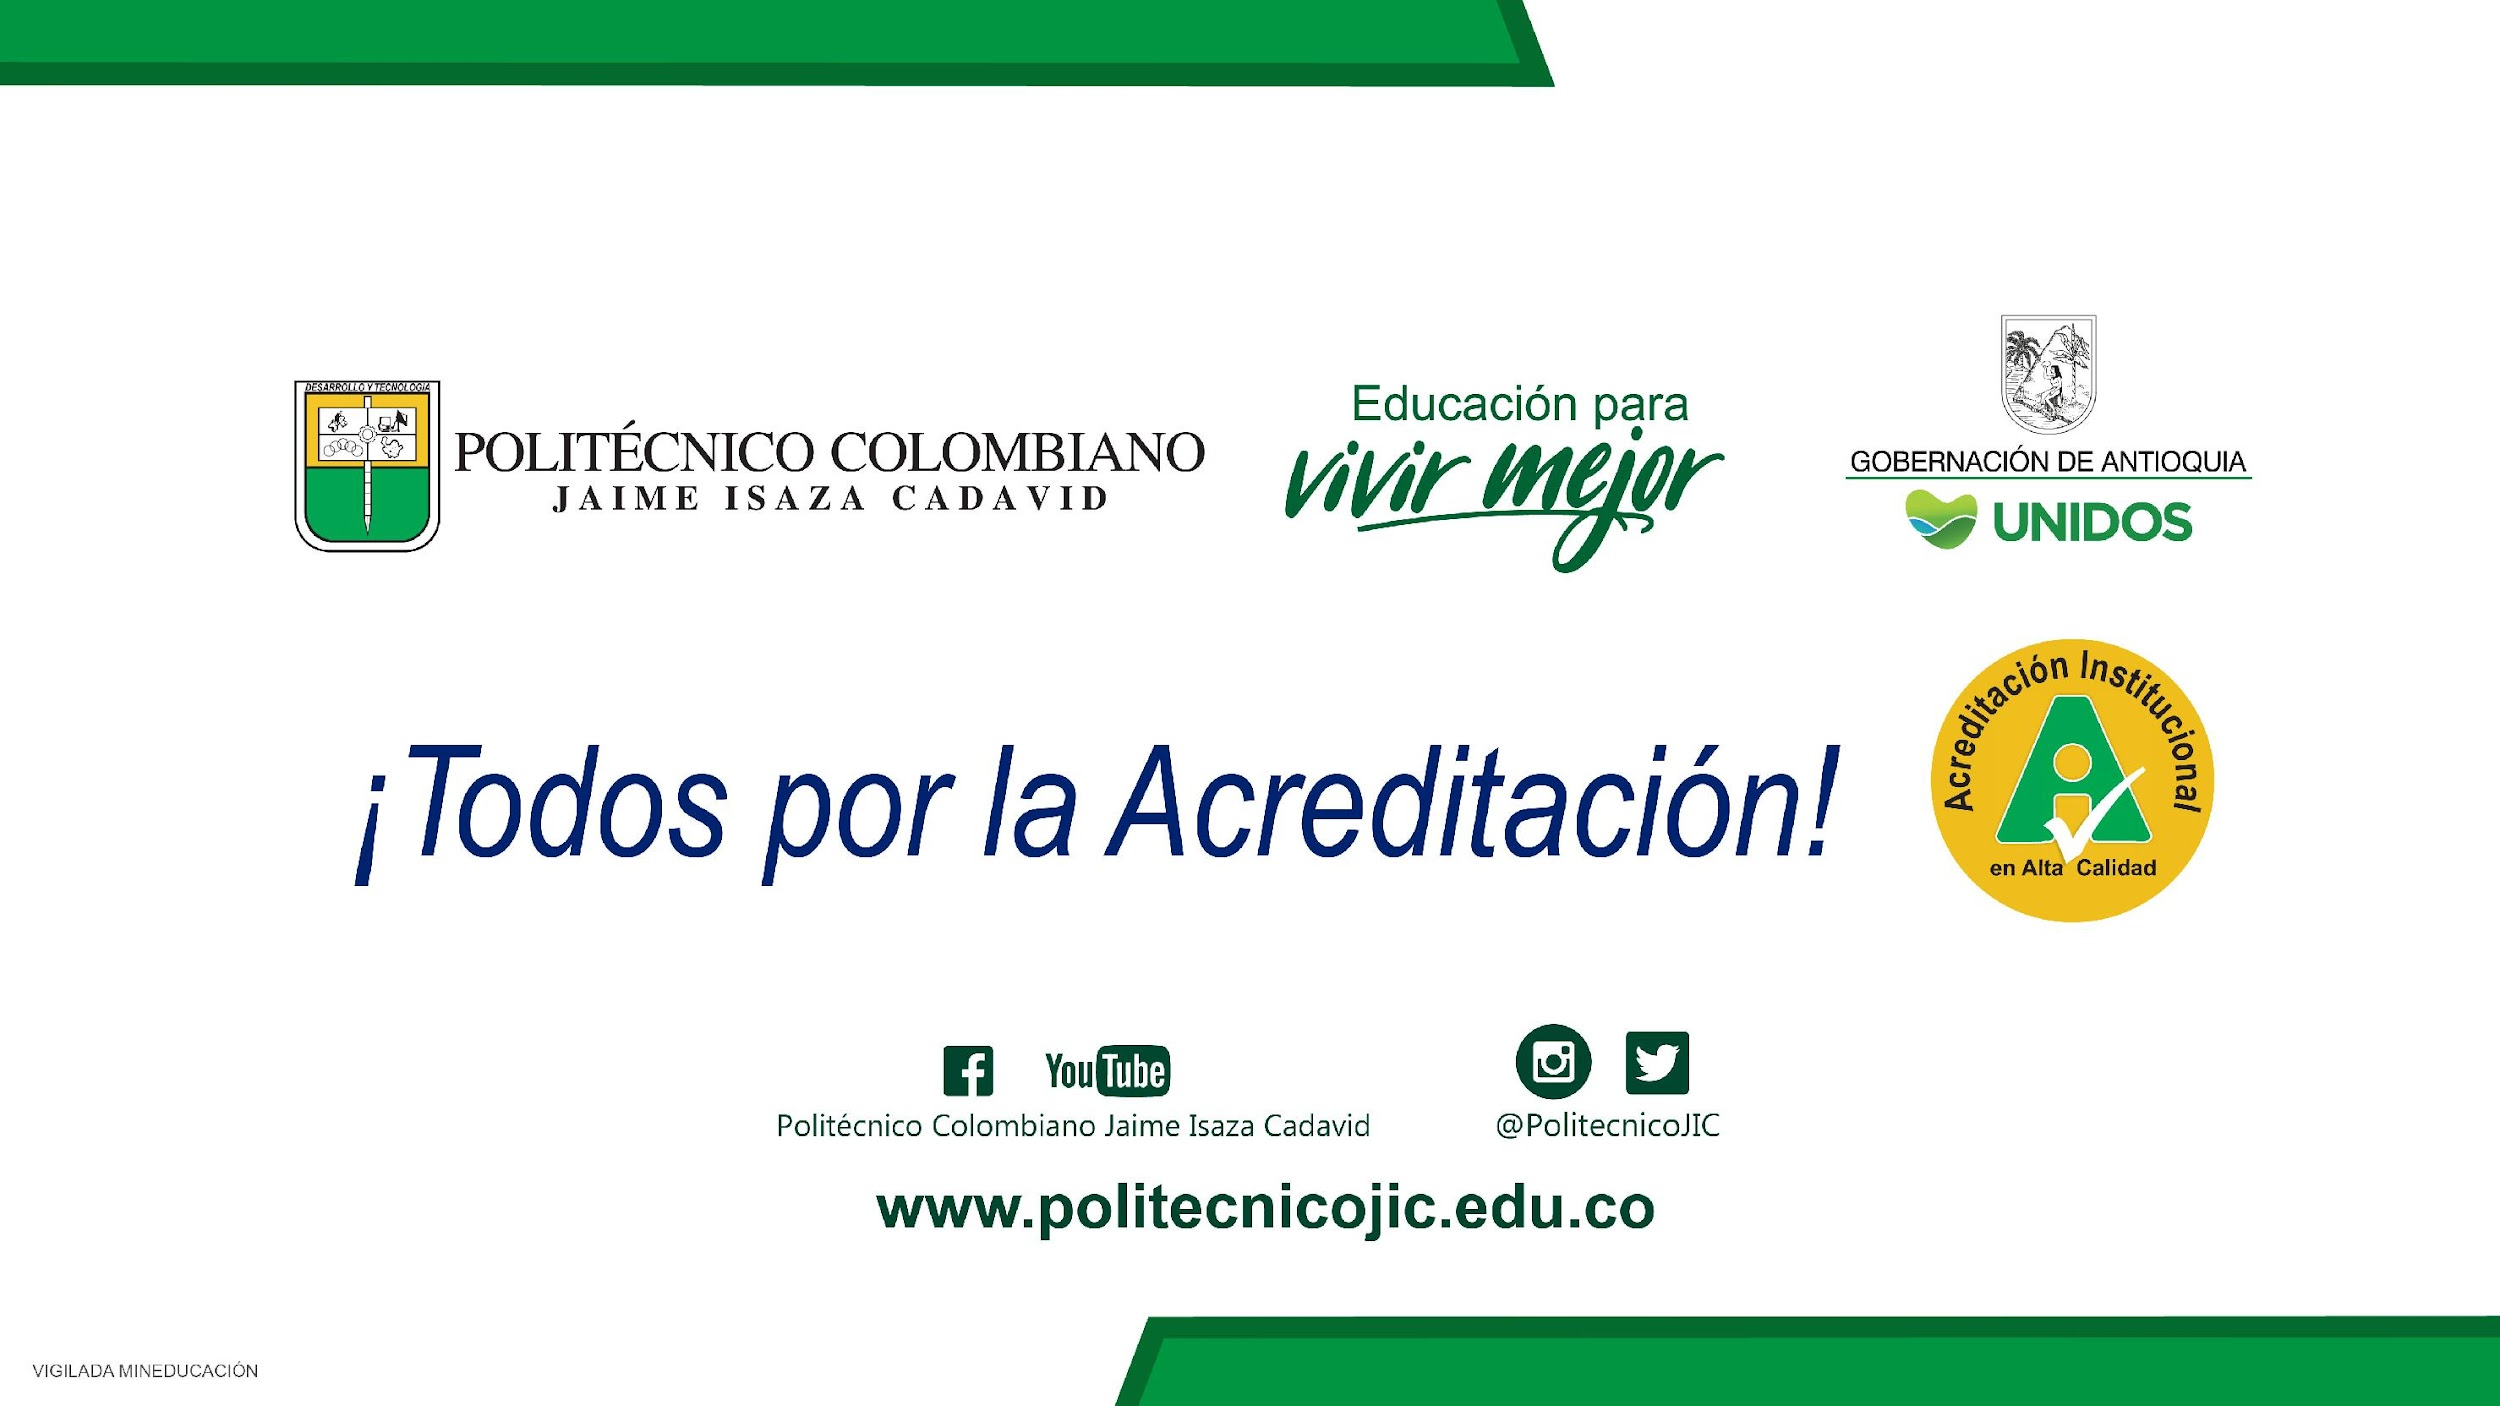 DESARROLLO Y TECNOLOGÍA
POLITÉCNICO COLOMBIANO
JAIME ISAZA CADAVID
Educación para
vivir mejor
GOBERNACIÓN DE ANTIOQUIA
UNIDOS
¡Todos por la Acreditación!
Acreditación Institucional
en Alta Calidad
YouTube
Politécnico Colombiano Jaime Isaza Cadavid
@PolitecnicoJIC
www.politecnicojic.edu.co
VIGILADA MINEDUCACIÓN